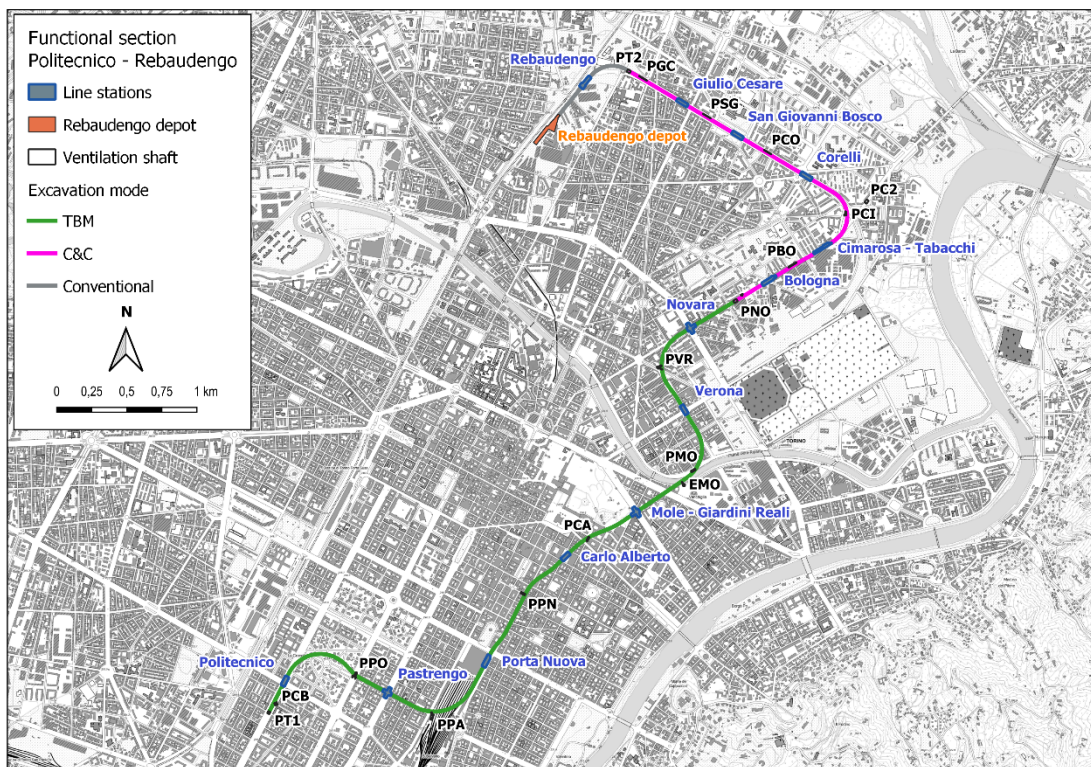 Functional section
Politecnico - Rebaudengo
Line stations
Rebaudengo depot
Ventilation shaft
Excavation mode
TBM
C&C
Conventional
N
0 0,25 0,5 0,75 1 km
Rebaudengo
PT2
PGC
Giulio Cesare
PSG
San Giovanni Bosco
Rebaudengo depot
PCO
Corelli
PC2
PCI
PBO
Cimarosa - Tabacchi
Bologna
Novara
PNO
PVR
Verona
TORINO
PMO
EMO
Mole - Giardini Reali
PCA
Carlo Alberto
PPN
Politecnico
PPO
Pastrengo
Porta Nuova
PCB
PT1
PPA